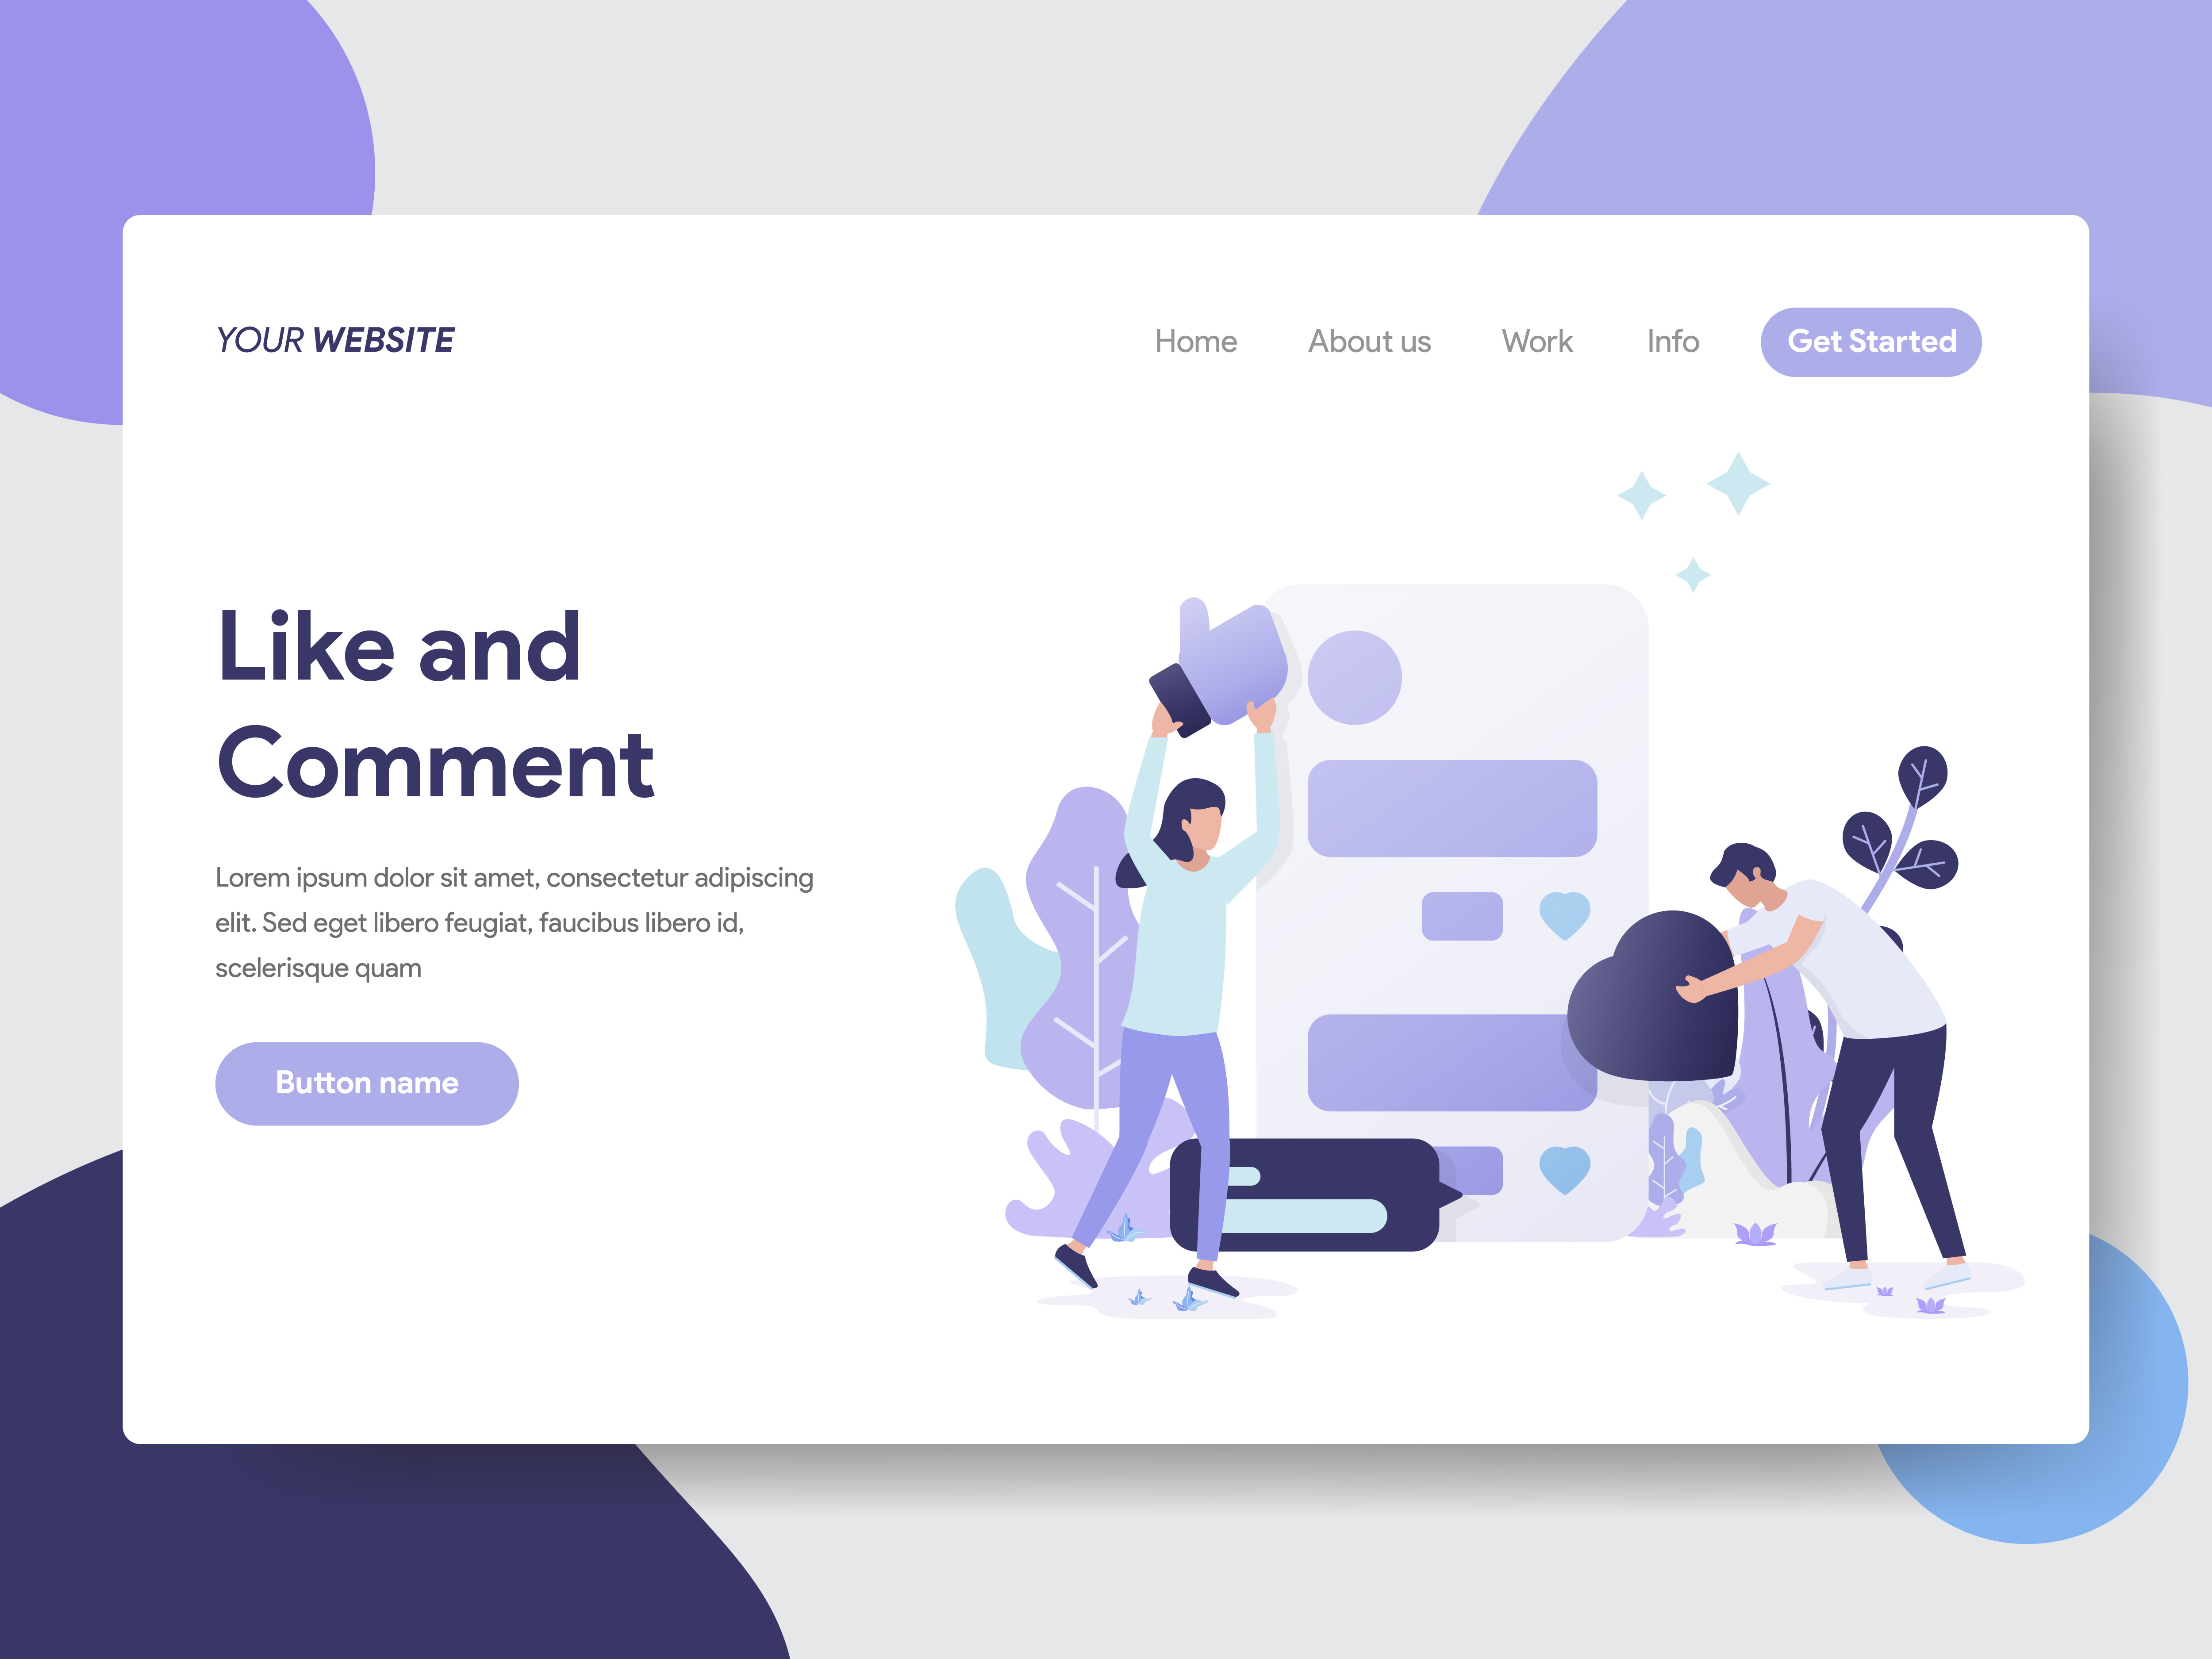 YOUR WEBSITE
Home About us Work Info Get Started
Like and
Comment
Lorem ipsum dolor sit amet, consectetur adipiscing
elit. Sed eget libero feugiat, faucibus libero id,
scelerisque quam
Button name